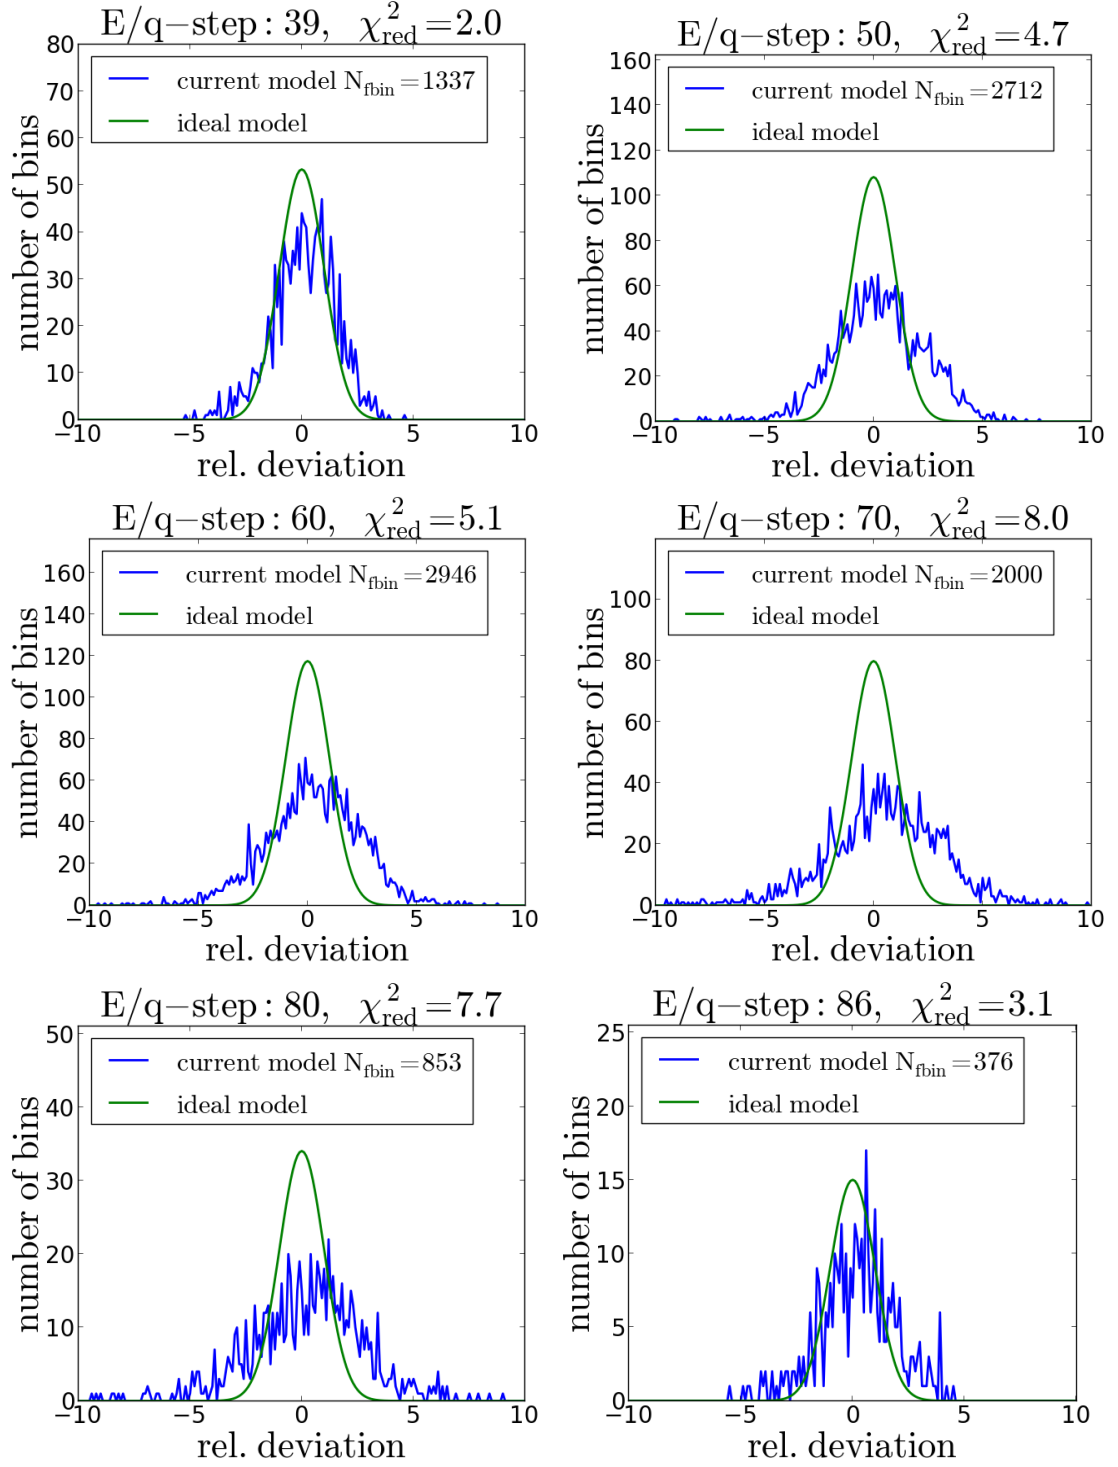 E/q−step: 39, χ²red=2.0
current model Nfbin=1337
ideal model
number of bins
80
70
60
50
40
30
20
10
0
−10 −5 0 5 10
rel. deviation
E/q−step: 50, χ²red=4.7
current model Nfbin=2712
ideal model
number of bins
160
140
120
100
80
60
40
20
0
−10 −5 0 5 10
rel. deviation
E/q−step: 60, χ²red=5.1
current model Nfbin=2946
ideal model
number of bins
160
140
120
100
80
60
40
20
0
−10 −5 0 5 10
rel. deviation
E/q−step: 70, χ²red=8.0
current model Nfbin=2000
ideal model
number of bins
100
80
60
40
20
0
−10 −5 0 5 10
rel. deviation
E/q−step: 80, χ²red=7.7
current model Nfbin=853
ideal model
number of bins
50
40
30
20
10
0
−10 −5 0 5 10
rel. deviation
E/q−step: 86, χ²red=3.1
current model Nfbin=376
ideal model
number of bins
25
20
15
10
5
0
−10 −5 0 5 10
rel. deviation